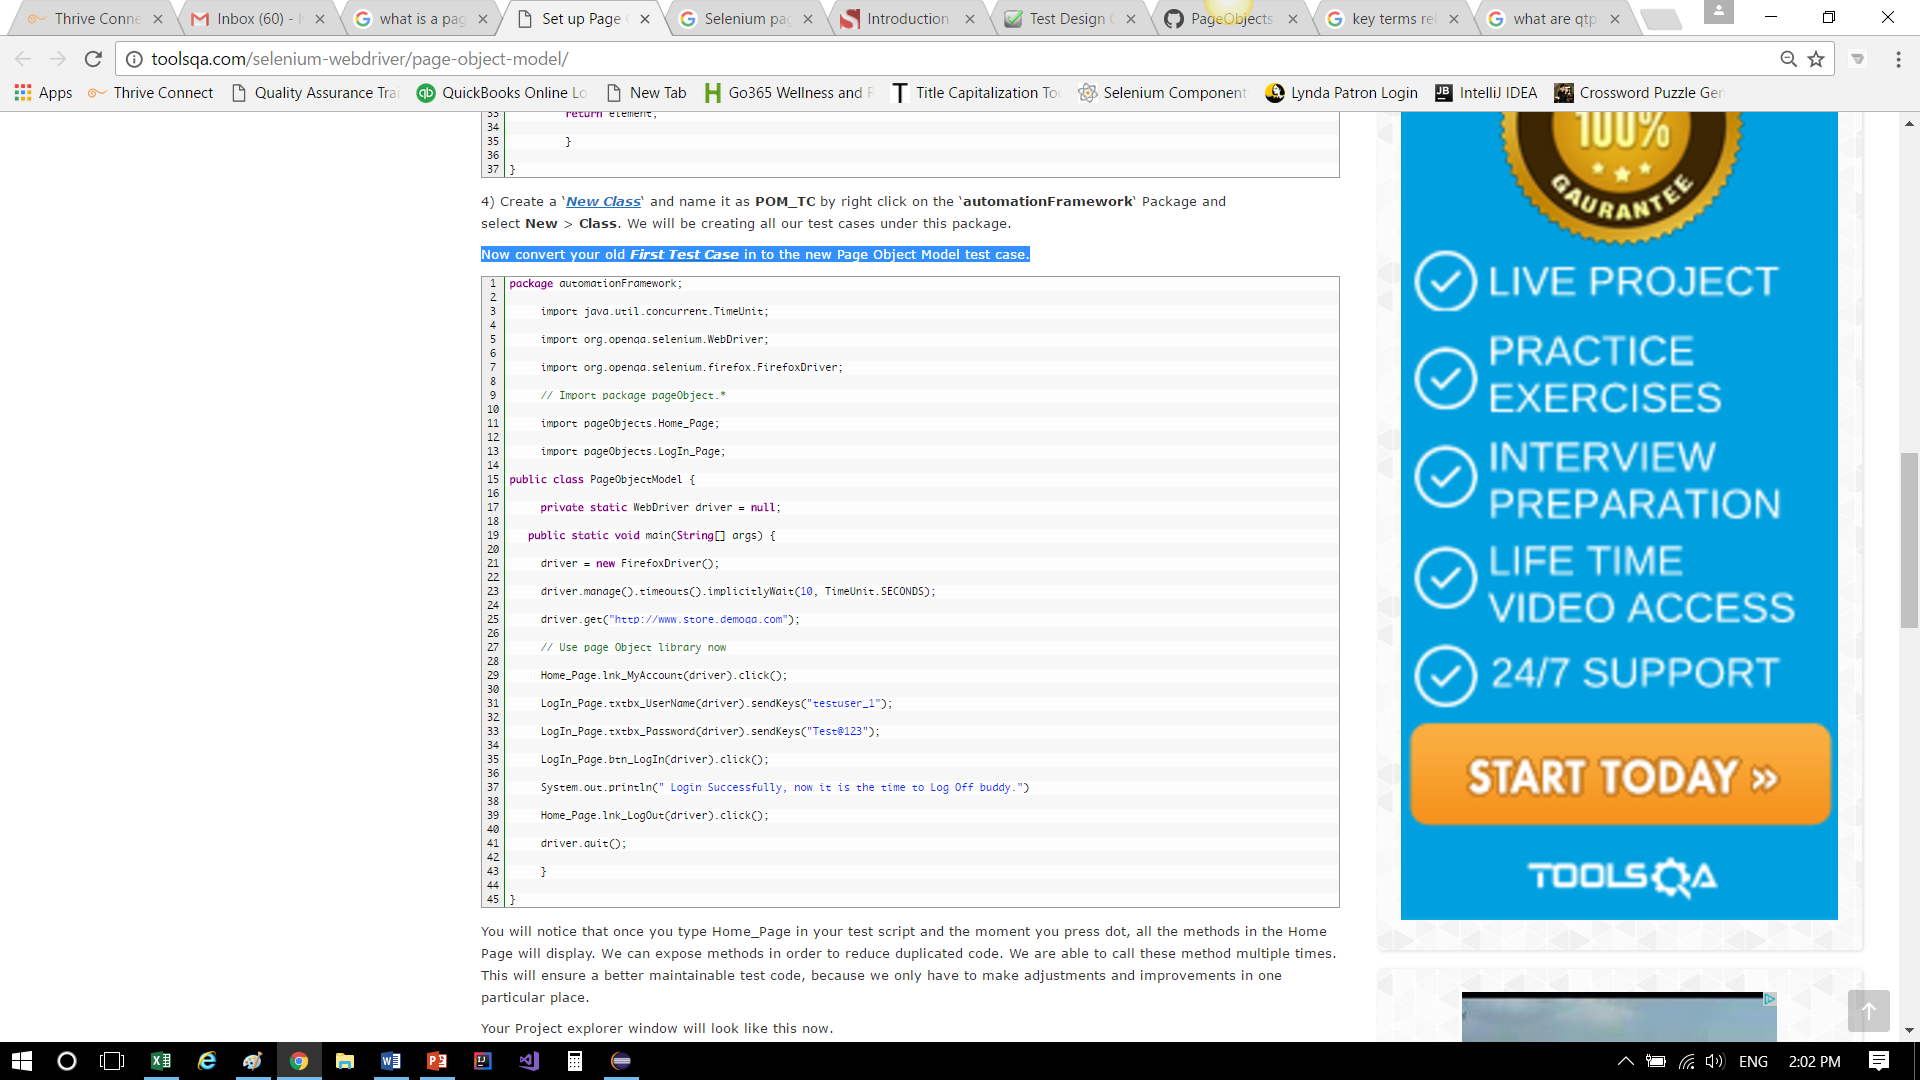 Thrive Conne
Inbox (60) - I
what is a pag
Set up Page
Selenium pag
Introduction
Test Design
PageObjects
key terms rel
what are qtp
toolsqa.com/selenium-webdriver/page-object-model/
Apps
Thrive Connect
Quality Assurance Trai
QuickBooks Online Lo
New Tab
Go365 Wellness and R
Title Capitalization Too
Selenium Component
Lynda Patron Login
IntelliJ IDEA
Crossword Puzzle Gen
33 return element;
34
35 }
36
37 }
4) Create a ‘New Class‘ and name it as POM_TC by right click on the ‘automationFramework‘ Package and
select New > Class. We will be creating all our test cases under this package.
Now convert your old First Test Case in to the new Page Object Model test case.
1 package automationFramework;
2
3 import java.util.concurrent.TimeUnit;
4
5 import org.openqa.selenium.WebDriver;
6
7 import org.openqa.selenium.firefox.FirefoxDriver;
8
9 // Import package pageObject.*
10
11 import pageObjects.Home_Page;
12
13 import pageObjects.LogIn_Page;
14
15 public class PageObjectModel {
16
17 private static WebDriver driver = null;
18
19 public static void main(String[] args) {
20
21 driver = new FirefoxDriver();
22
23 driver.manage().timeouts().implicitlyWait(10, TimeUnit.SECONDS);
24
25 driver.get("http://www.store.demoqa.com");
26
27 // Use page Object library now
28
29 Home_Page.lnk_MyAccount(driver).click();
30
31 LogIn_Page.txtbx_UserName(driver).sendKeys("testuser_1");
32
33 LogIn_Page.txtbx_Password(driver).sendKeys("Test@123");
34
35 LogIn_Page.btn_LogIn(driver).click();
36
37 System.out.println(" Login Successfully, now it is the time to Log Off buddy.")
38
39 Home_Page.lnk_LogOut(driver).click();
40
41 driver.quit();
42
43 }
44
45 }
You will notice that once you type Home_Page in your test script and the moment you press dot, all the methods in the Home
Page will display. We can expose methods in order to reduce duplicated code. We are able to call these method multiple times.
This will ensure a better maintainable test code, because we only have to make adjustments and improvements in one
particular place.
Your Project explorer window will look like this now.
100%
GAURANTEE
LIVE PROJECT
PRACTICE
EXERCISES
INTERVIEW
PREPARATION
LIFE TIME
VIDEO ACCESS
24/7 SUPPORT
START TODAY »
TOOLSQA
ENG
2:02 PM